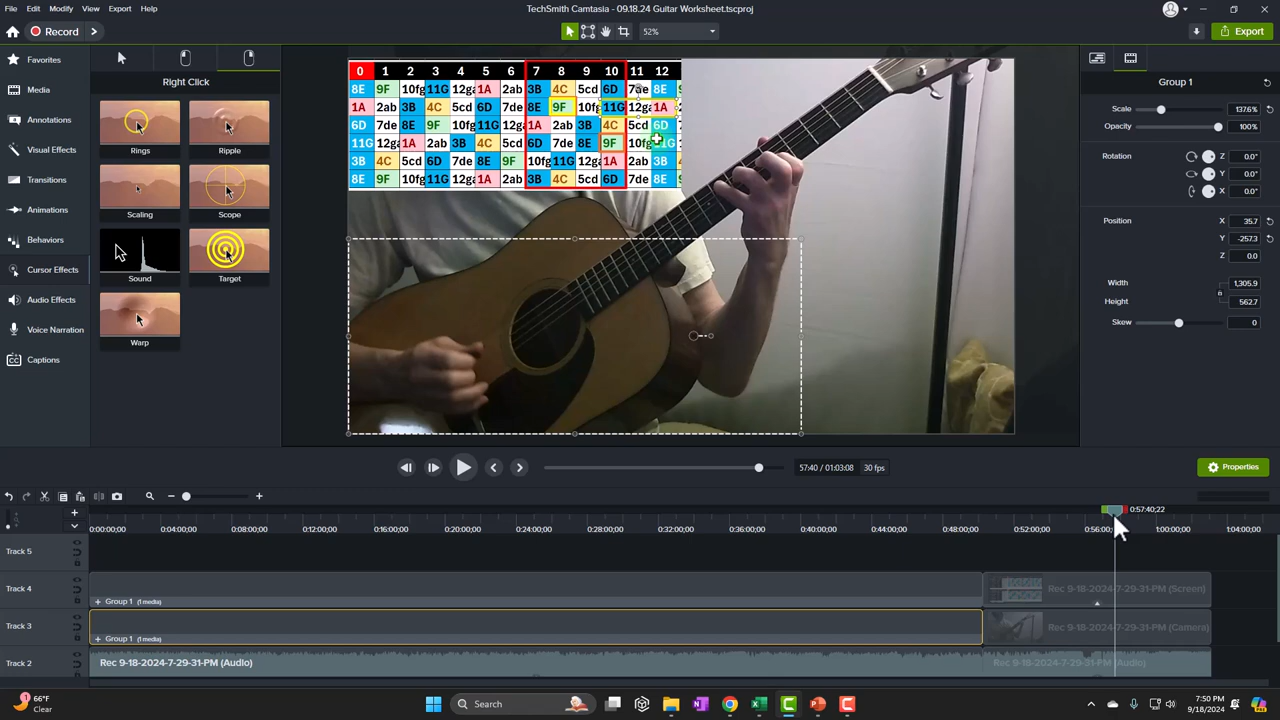 File Edit Modify View Export Help
TechSmith Camtasia - 09.18.24 Guitar Worksheet.tscproj
Record
52%
Export
Favorites
Media
Annotations
Visual Effects
Transitions
Animations
Behaviors
Cursor Effects
Audio Effects
Voice Narration
Captions
Right Click
Rings
Ripple
Scaling
Scope
Sound
Target
Warp
0 1 2 3 4 5 6 7 8 9 10 11 12
8E 9F 10fg 11G 12ga 1A 2ab 3B 4C 5cd 6D 7de 8E
1A 2ab 3B 4C 5cd 6D 7de 8E 9F 10fg 11G 12ga 1A
6D 7de 8E 9F 10fg 11G 12ga 1A 2ab 3B 4C 5cd 6D
11G 12ga 1A 2ab 3B 4C 5cd 6D 7de 8E 9F 10fg 11G
3B 4C 5cd 6D 7de 8E 9F 10fg 11G 12ga 1A 2ab 3B
8E 9F 10fg 11G 12ga 1A 2ab 3B 4C 5cd 6D 7de 8E
Group 1
Scale 137.6%
Opacity 100%
Rotation 0.0°
0.0°
0.0°
Position X 35.7
Y -257.3
Z 0.0
Width 1,305.9
Height 562.7
Skew 0
57:40 / 01:03:08 30 fps
Properties
0:57:40;22
0:00:00;00 0:04:00;00 0:08:00;00 0:12:00;00 0:16:00;00 0:20:00;00 0:24:00;00 0:28:00;00 0:32:00;00 0:36:00;00 0:40:00;00 0:44:00;00 0:48:00;00 0:52:00;00 0:56:00 1:00:00;00 1:04:00;00
Track 5
Track 4
+ Group 1 (1 media)
Rec 9-18-2024-7-29-31-PM (Screen)
Track 3
+ Group 1 (1 media)
Rec 9-18-2024-7-29-31-PM (Camera)
Track 2
Rec 9-18-2024-7-29-31-PM (Audio)
Rec 9-18-2024-7-29-31-PM (Audio)
1
66°F
Clear
Search
7:50 PM
9/18/2024